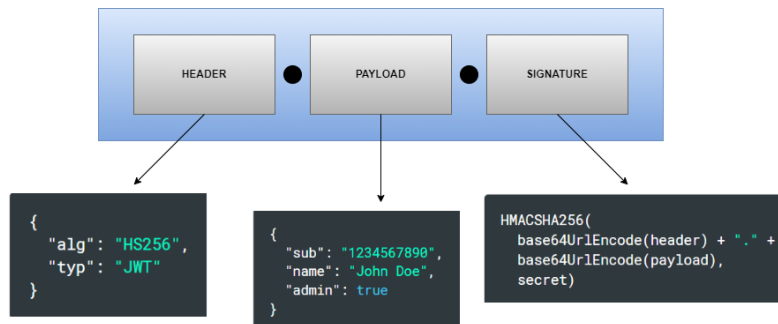 HEADER
PAYLOAD
SIGNATURE
{
"alg": "HS256",
"typ": "JWT"
}
{
"sub": "1234567890",
"name": "John Doe",
"admin": true
}
HMACSHA256(
base64UrlEncode(header) + "." +
base64UrlEncode(payload),
secret)